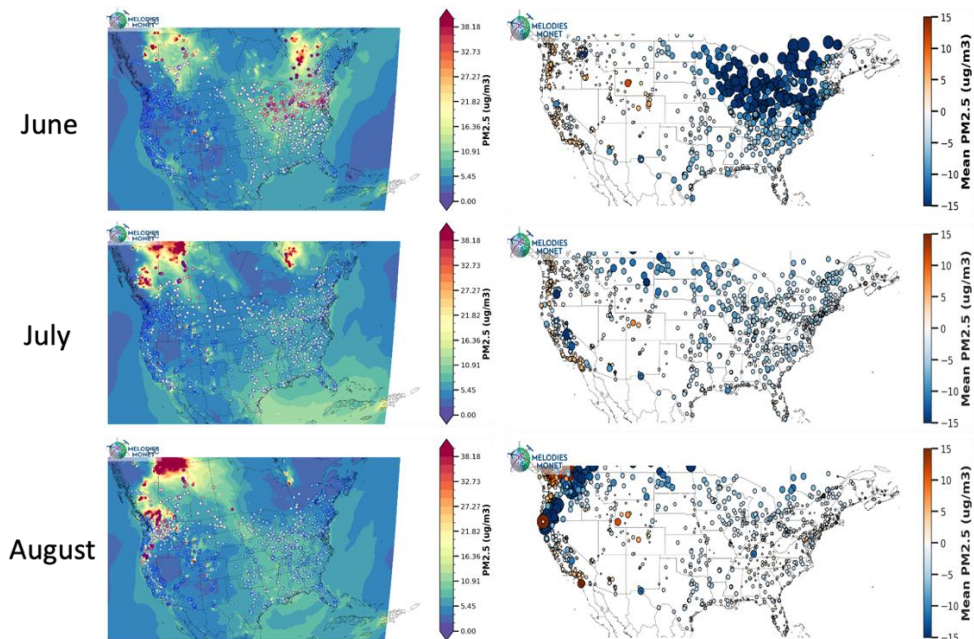 June
MELODIES
MONET
38.18
32.73
27.27
21.82
16.36
10.91
5.45
0.00
PM2.5 (ug/m3)
MELODIES
MONET
15
10
5
0
−5
−10
−15
Mean PM2.5 (ug/m3)
July
MELODIES
MONET
38.18
32.73
27.27
21.82
16.36
10.91
5.45
0.00
PM2.5 (ug/m3)
MELODIES
MONET
15
10
5
0
−5
−10
−15
Mean PM2.5 (ug/m3)
August
MELODIES
MONET
38.18
32.73
27.27
21.82
16.36
10.91
5.45
0.00
PM2.5 (ug/m3)
MELODIES
MONET
15
10
5
0
−5
−10
−15
Mean PM2.5 (ug/m3)